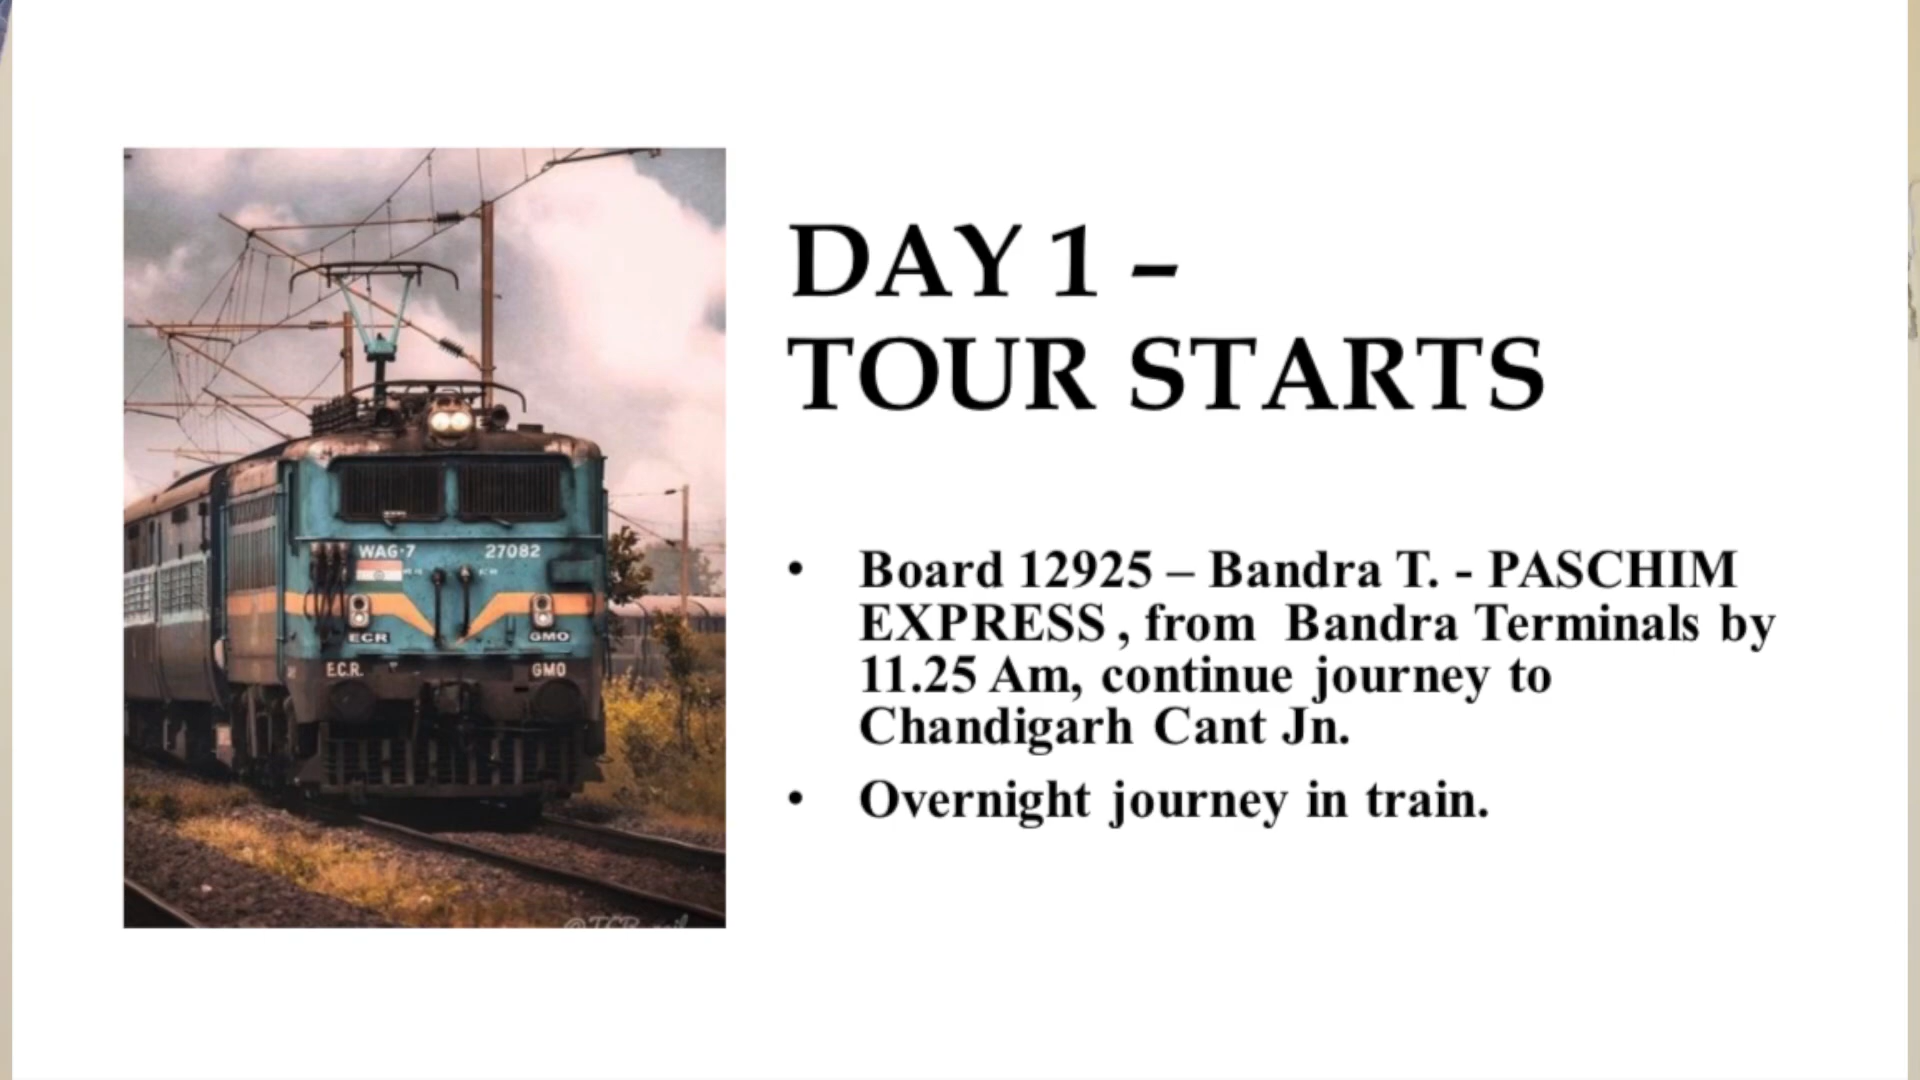 DAY 1 –
TOUR STARTS
• Board 12925 – Bandra T. - PASCHIM
EXPRESS , from Bandra Terminals by
11.25 Am, continue journey to
Chandigarh Cant Jn.
• Overnight journey in train.
WAG-7 27082
ECR GMO
E.C.R. GMO